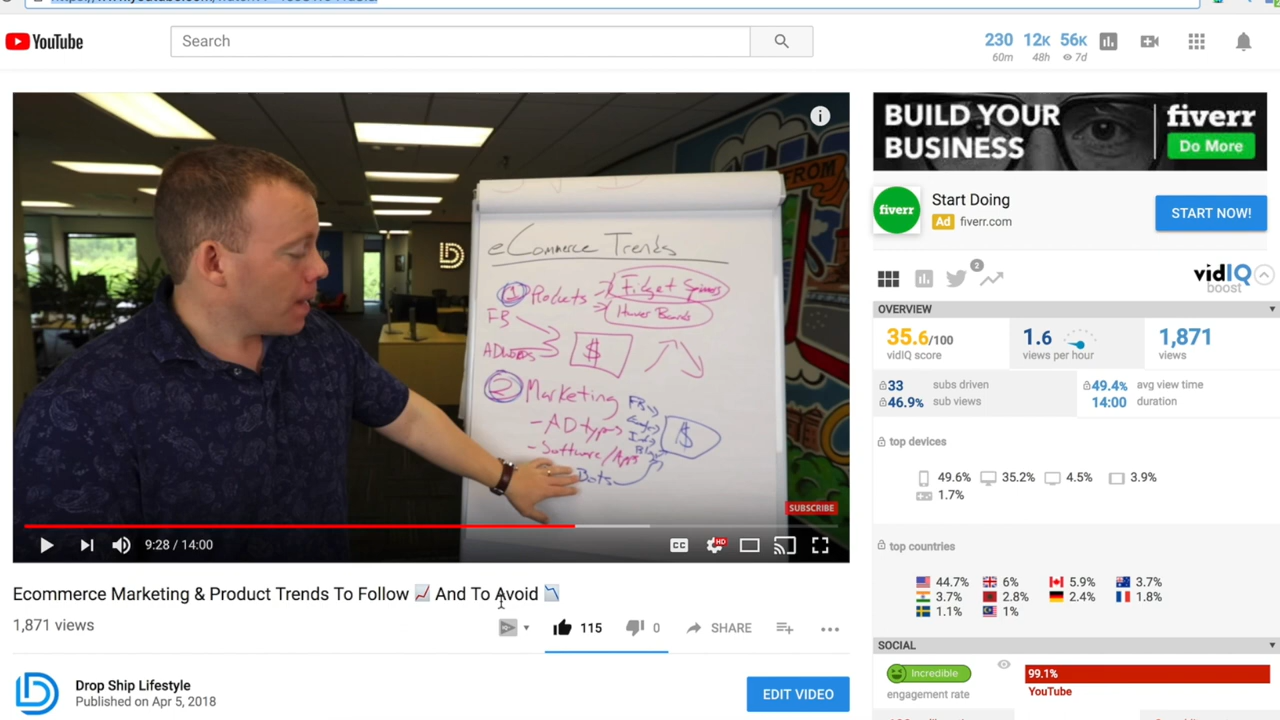 YouTube
Search
230 12K 56K
60m 48h 7d
FROM
eCommerce Trends
1 Products → Fidget Spinners
→ Hover Boards
FB
ADwords
$
2 Marketing
FB
- AD types
$
- Software/Apps
Bots
SUBSCRIBE
9:28 / 14:00
CC HD
Ecommerce Marketing & Product Trends To Follow 📈 And To Avoid 📉
1,871 views
115 0 SHARE
Drop Ship Lifestyle
Published on Apr 5, 2018
EDIT VIDEO
BUILD YOUR BUSINESS
fiverr
Do More
fiverr
Start Doing
Ad fiverr.com
START NOW!
2
vidIQ
boost
OVERVIEW
35.6/100 1.6 1,871
vidIQ score views per hour views
33 subs driven 49.4% avg view time
46.9% sub views 14:00 duration
top devices
49.6% 35.2% 4.5% 3.9%
1.7%
top countries
44.7% 6% 5.9% 3.7%
3.7% 2.8% 2.4% 1.8%
1.1% 1%
SOCIAL
Incredible
engagement rate
99.1%
YouTube